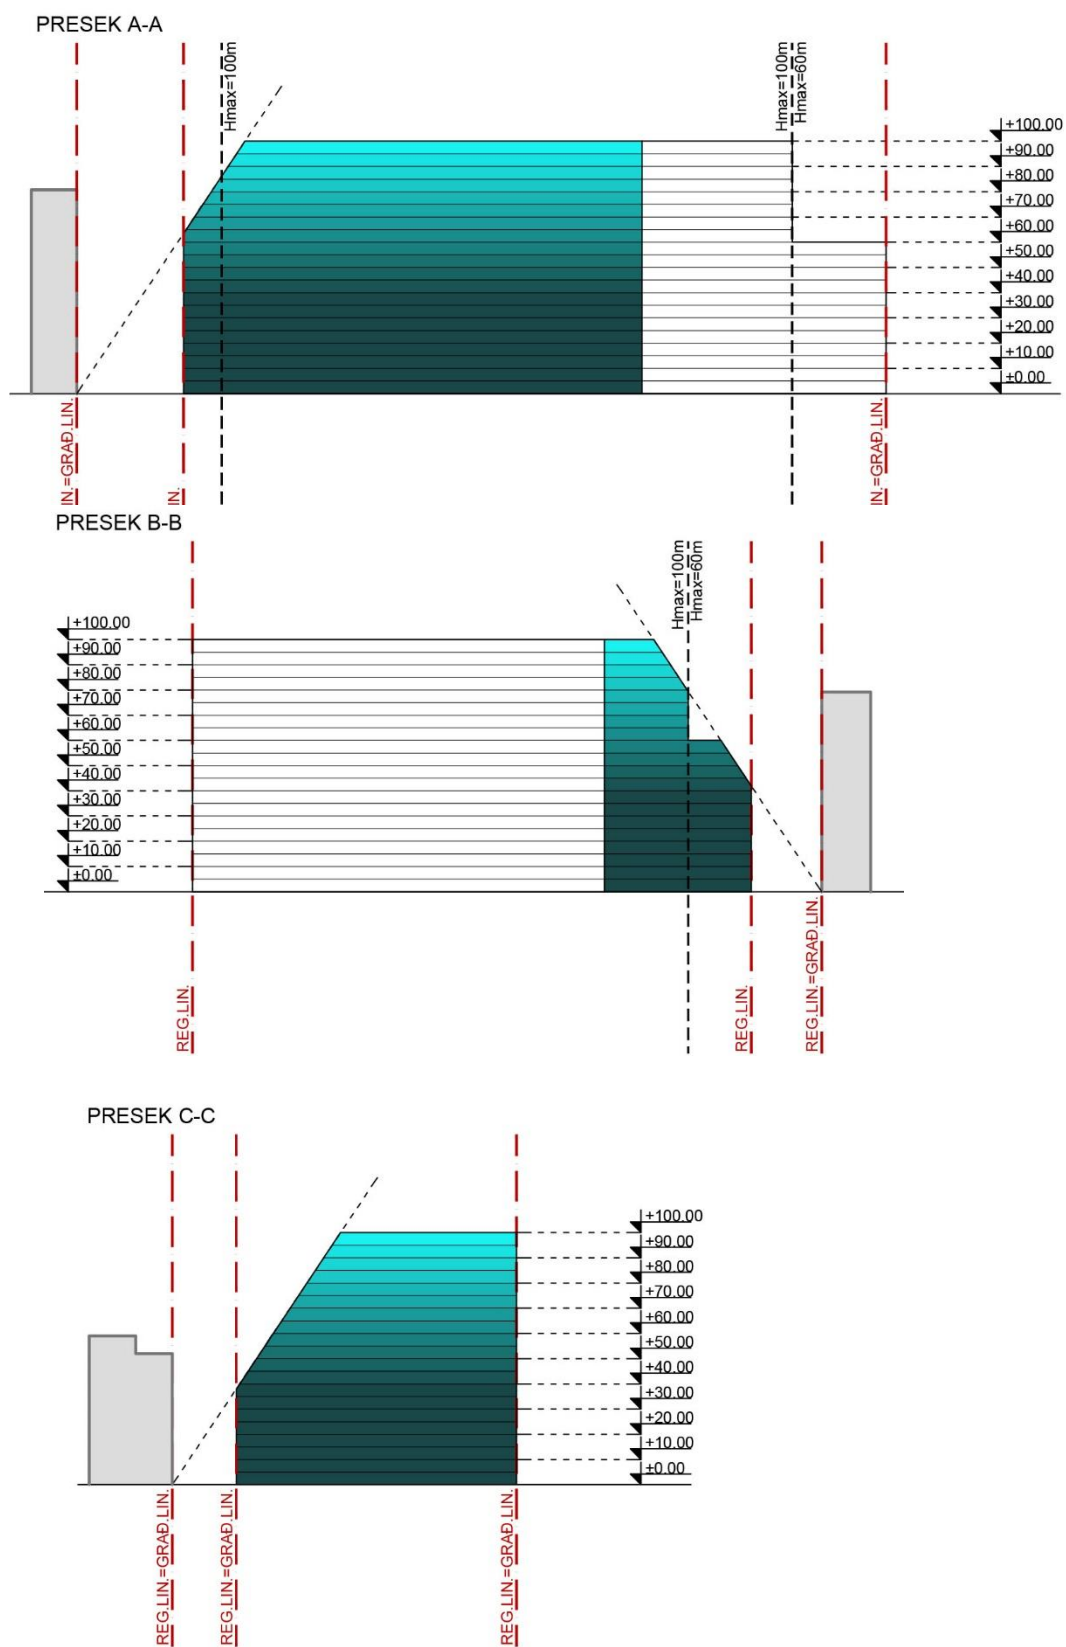 PRESEK A-A
Hmax=100m
Hmax=100m
Hmax=60m
+100.00
+90.00
+80.00
+70.00
+60.00
+50.00
+40.00
+30.00
+20.00
+10.00
±0.00
IN.=GRAĐ.LIN.
IN.
IN.=GRAĐ.LIN.
PRESEK B-B
Hmax=100m
Hmax=60m
+100.00
+90.00
+80.00
+70.00
+60.00
+50.00
+40.00
+30.00
+20.00
+10.00
±0.00
REG.LIN.
REG.LIN.
REG.LIN.=GRAĐ.LIN.
PRESEK C-C
+100.00
+90.00
+80.00
+70.00
+60.00
+50.00
+40.00
+30.00
+20.00
+10.00
±0.00
REG.LIN.=GRAĐ.LIN.
REG.LIN.=GRAĐ.LIN.
REG.LIN.=GRAĐ.LIN.